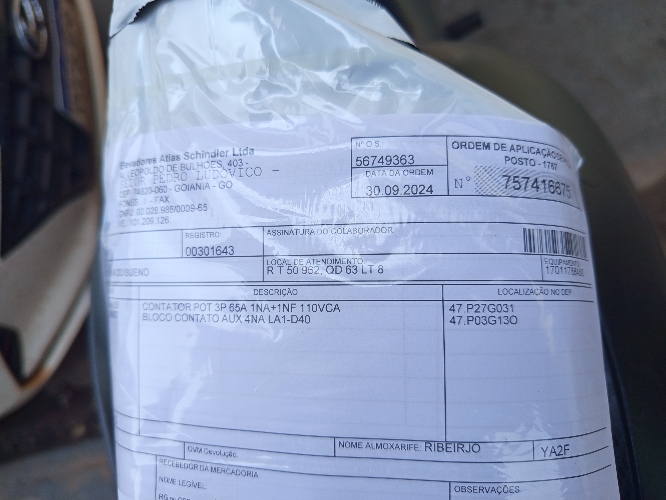 Elevadores Atlas Schindler Ltda
LEOPOLDO DE BULHÕES, 403 -
PEDRO LUDOVICO -
- GOIANIA - GO
- FAX
Nº O.S.
56749363
DATA DA ORDEM
30.09.2024
ORDEM DE APLICAÇÃO
POSTO - 1767
Nº 757416675
REGISTRO:
00301643
ASSINATURA DO COLABORADOR
BUENO
LOCAL DE ATENDIMENTO
R T 50 962, QD 63 LT 8
EQUIPAMENTO
DESCRIÇÃO
LOCALIZAÇÃO NO DEP.
CONTATOR POT 3P 65A 1NA+1NF 110VCA
47.P27G031
BLOCO CONTATO AUX 4NA LA1-D40
47.P03G13O
OVM Devolução:
NOME ALMOXARIFE: RIBEIRJO
YA2F
RECEBEDOR DA MERCADORIA
NOME LEGÍVEL:
OBSERVAÇÕES: